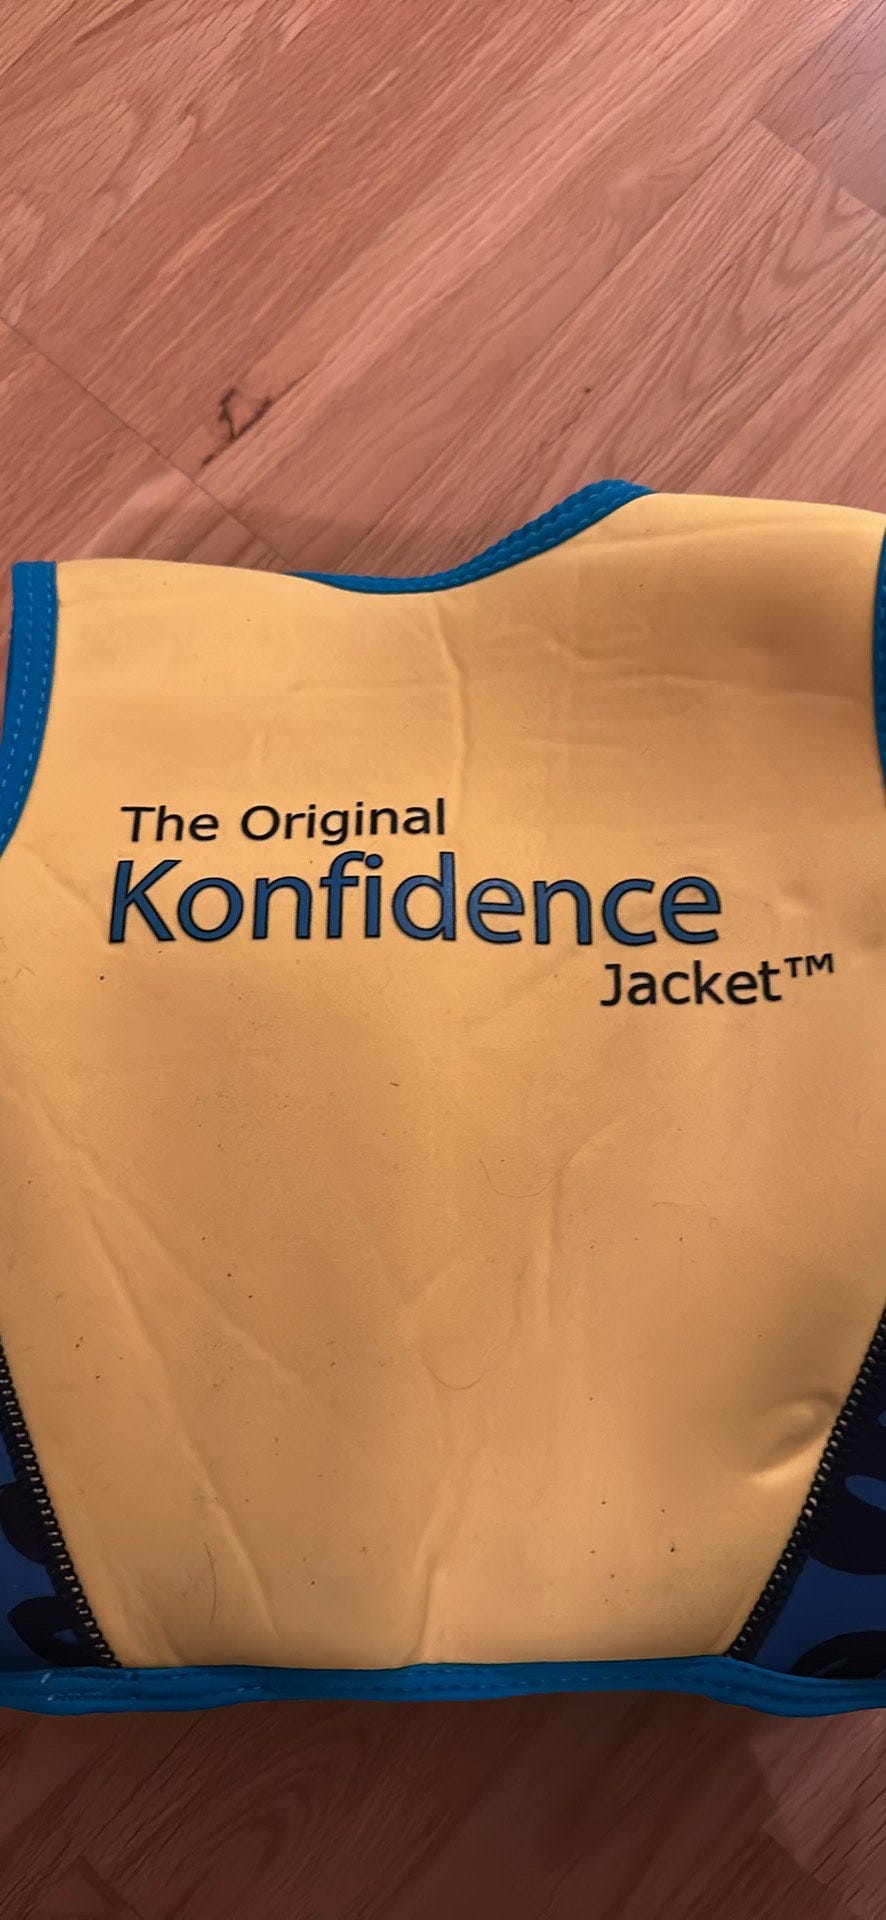 The Original
Konfidence
Jacket™